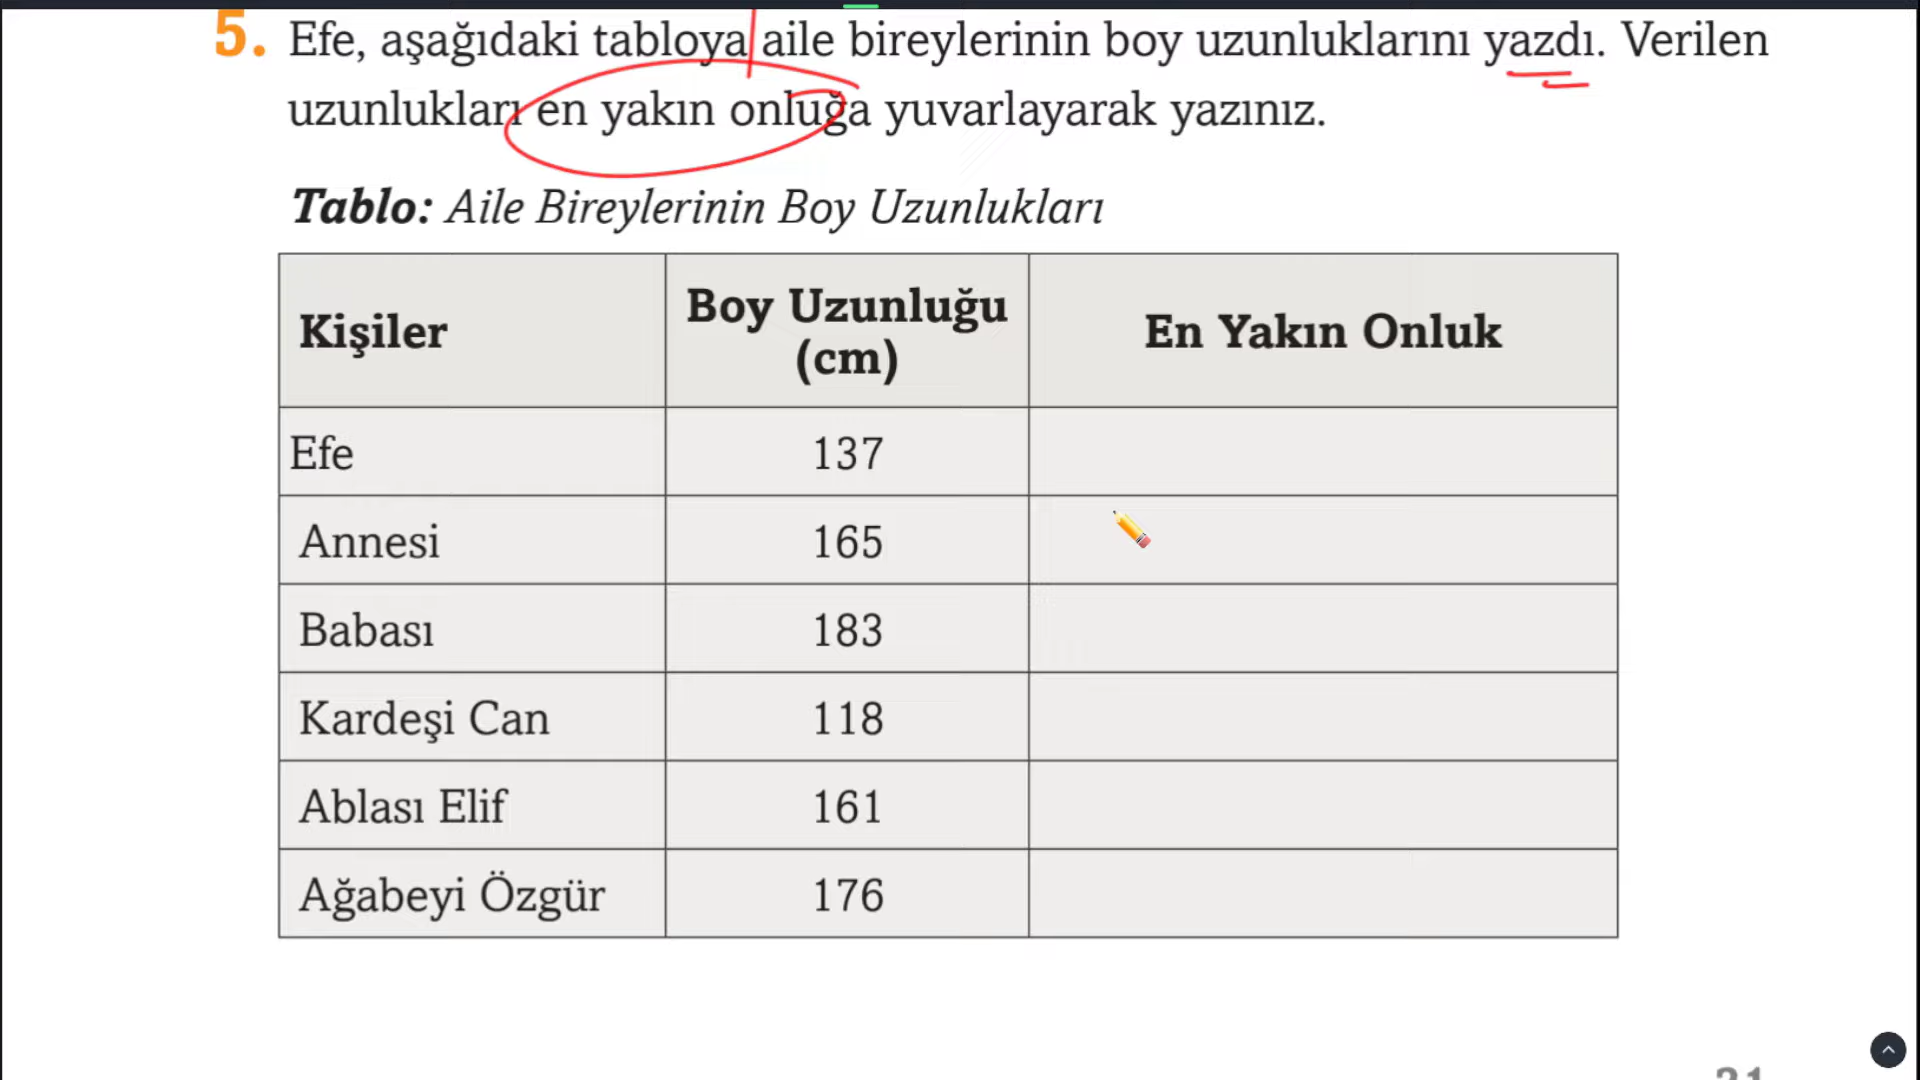 5. Efe, aşağıdaki tabloya aile bireylerinin boy uzunluklarını yazdı. Verilen
uzunlukları en yakın onluğa yuvarlayarak yazınız.
Tablo: Aile Bireylerinin Boy Uzunlukları
Kişiler Boy Uzunluğu (cm) En Yakın Onluk
Efe 137
Annesi 165
Babası 183
Kardeşi Can 118
Ablası Elif 161
Ağabeyi Özgür 176